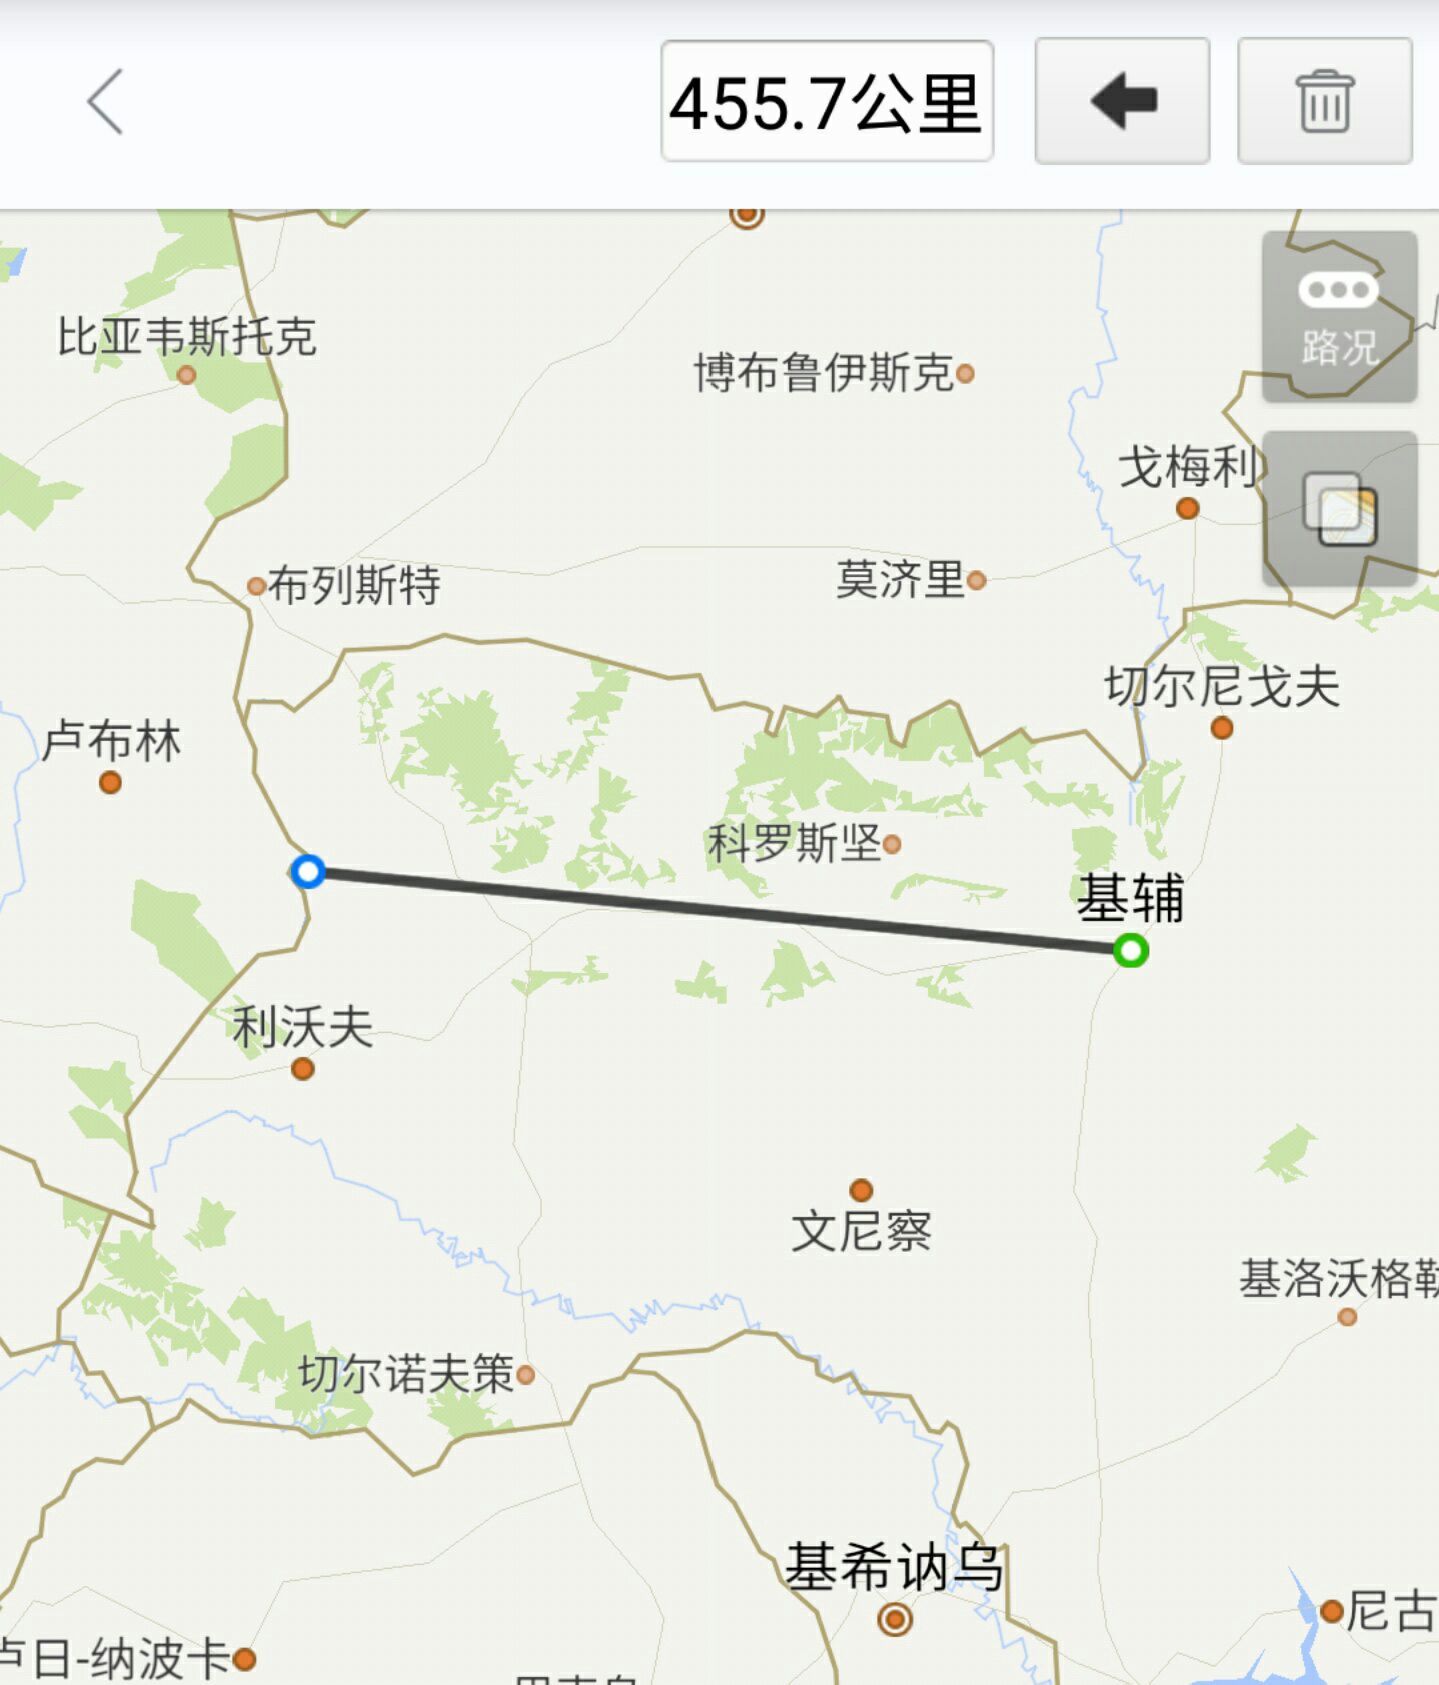 455.7公里
路况
比亚韦斯托克
博布鲁伊斯克
戈梅利
布列斯特
莫济里
切尔尼戈夫
卢布林
科罗斯坚
基辅
利沃夫
文尼察
基洛沃格勒
切尔诺夫策
基希讷乌
尼古
卢日-纳波卡